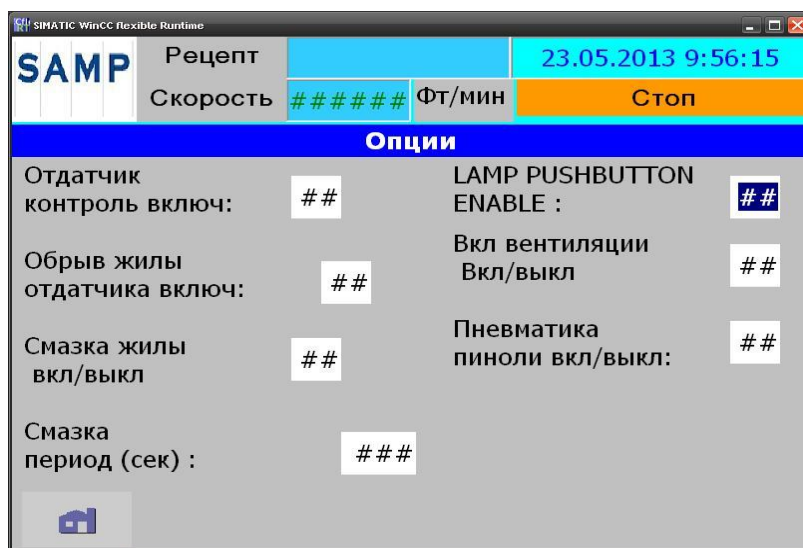 SIMATIC WinCC flexible Runtime
SAMP
Рецепт
23.05.2013 9:56:15
Скорость ###### Фт/мин
Стоп
Опции
Отдатчик
контроль включ: ##
LAMP PUSHBUTTON
ENABLE : ##
Обрыв жилы
отдатчика включ: ##
Вкл вентиляции
Вкл/выкл ##
Смазка жилы
вкл/выкл ##
Пневматика
пиноли вкл/выкл: ##
Смазка
период (сек) : ###